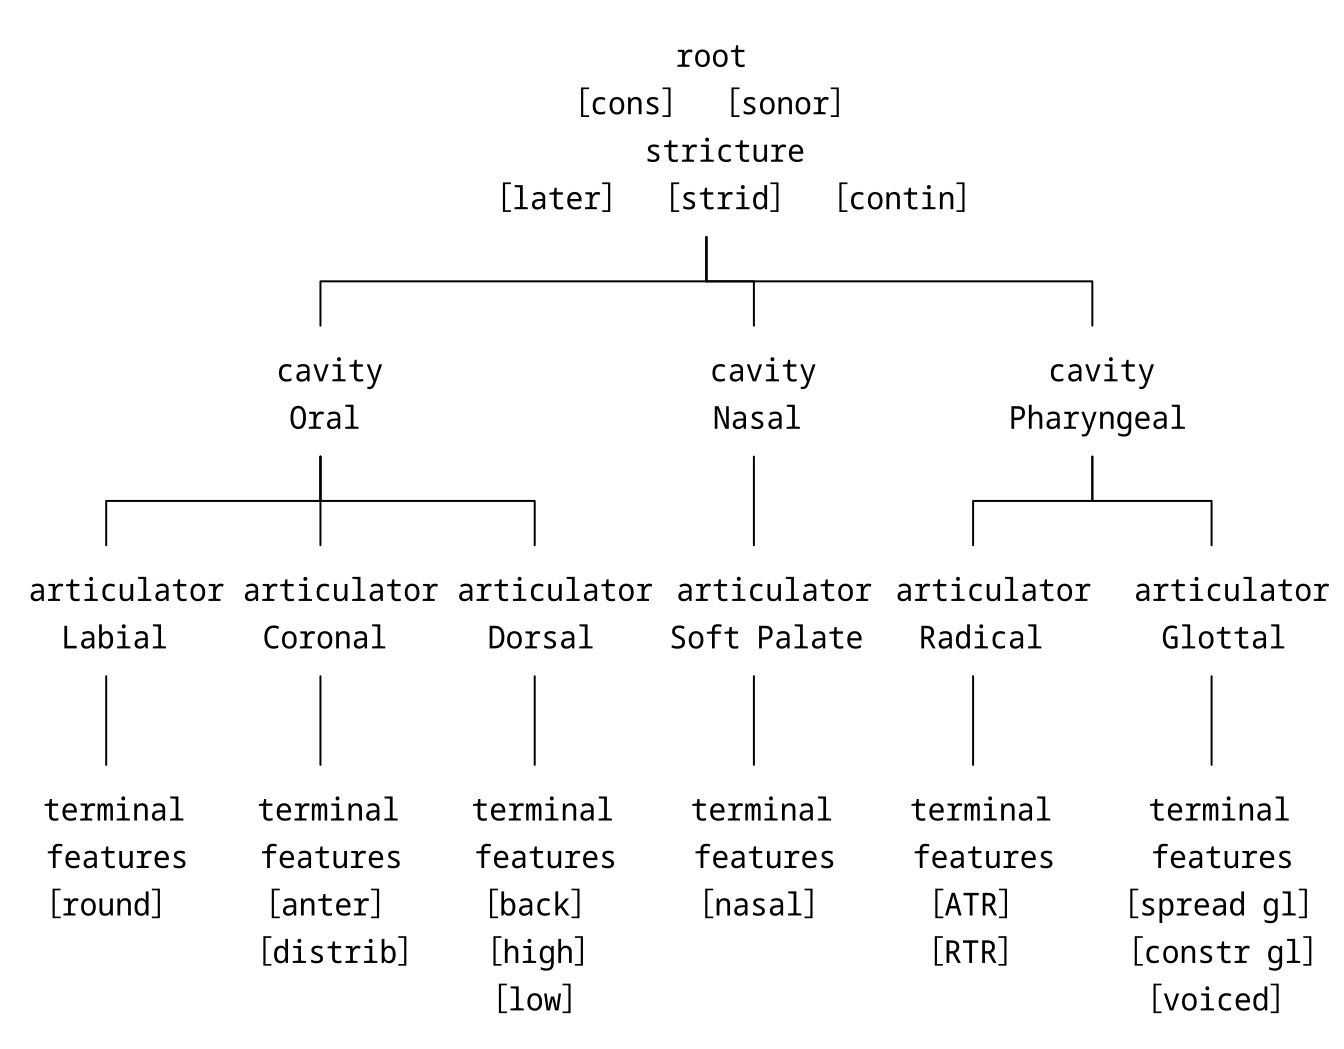 root
[cons] [sonor]
stricture
[later] [strid] [contin]
cavity cavity cavity
Oral Nasal Pharyngeal
articulator articulator articulator articulator articulator articulator
Labial Coronal Dorsal Soft Palate Radical Glottal
terminal terminal terminal terminal terminal terminal
features features features features features features
[round] [anter] [back] [nasal] [ATR] [spread gl]
[distrib] [high] [RTR] [constr gl]
[low] [voiced]